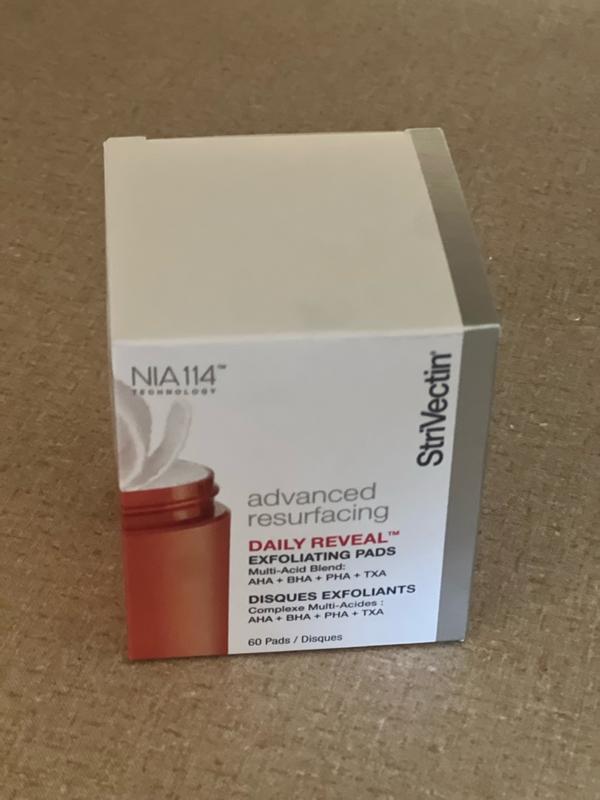 NIA114™
TECHNOLOGY
StriVectin®
advanced
resurfacing
DAILY REVEAL™
EXFOLIATING PADS
Multi-Acid Blend:
AHA + BHA + PHA + TXA
DISQUES EXFOLIANTS
Complexe Multi-Acides :
AHA + BHA + PHA + TXA
60 Pads / Disques